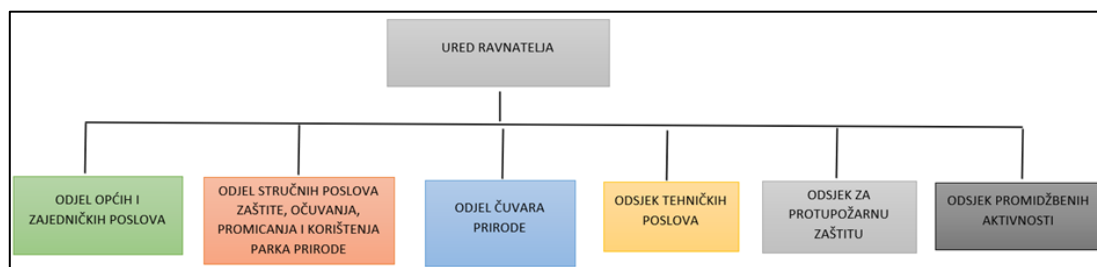 URED RAVNATELJA
ODJEL OPĆIH I
ZAJEDNIČKIH POSLOVA
ODJEL STRUČNIH POSLOVA
ZAŠTITE, OČUVANJA,
PROMICANJA I KORIŠTENJA
PARKA PRIRODE
ODJEL ČUVARA
PRIRODE
ODSJEK TEHNIČKIH
POSLOVA
ODSJEK ZA
PROTUPOŽARNU
ZAŠTITU
ODSJEK PROMIDŽBENIH
AKTIVNOSTI